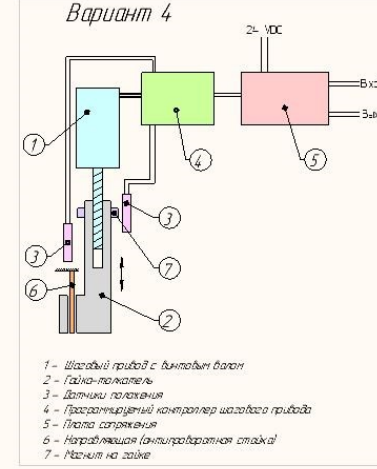 Вариант 4
24 VDC
Вхо
Вых
1
4
5
3
3
7
6
2
1 - Шаговый привод с винтовым валом
2 - Гайка-толкатель
3 - Датчики положения
4 - Программируемый контроллер шагового привода
5 - Плата сопряжения
6 - Направляющая (антиповоротная стойка)
7 - Магнит на гайке